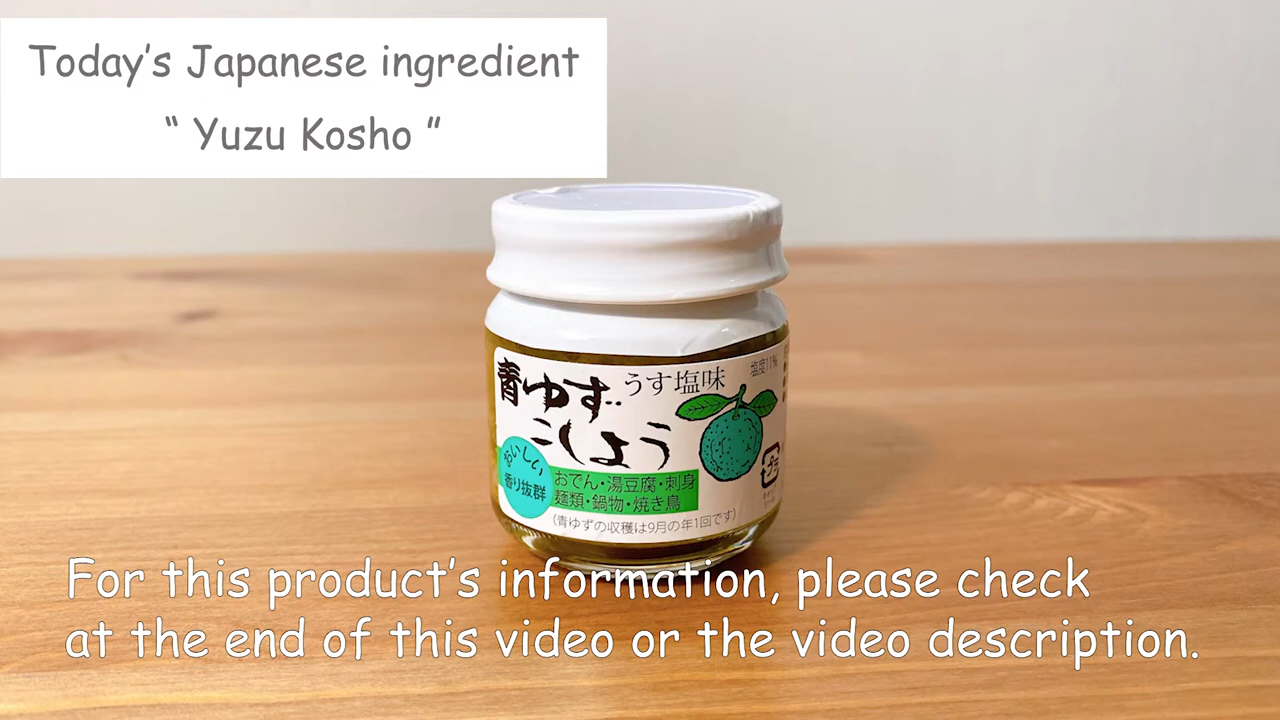 Today's Japanese ingredient
“ Yuzu Kosho ”
青ゆず
こしょう
うす塩味
塩度11%
おいしい
香り抜群
おでん・湯豆腐・刺身
麺類・鍋物・焼き鳥
(青ゆずの収穫は9月の年1回です)
プラ
For this product's information, please check
at the end of this video or the video description.